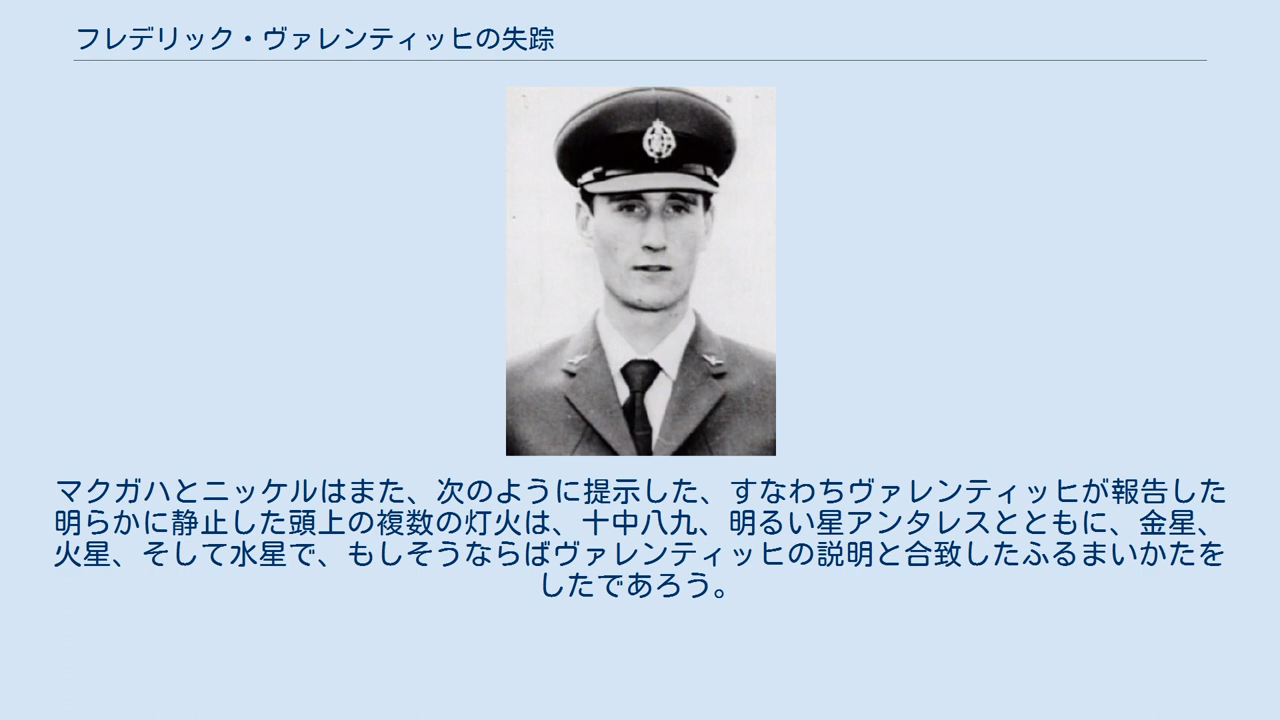 フレデリック・ヴァレンティッヒの失踪
マクガハとニッケルはまた、次のように提示した、すなわちヴァレンティッヒが報告した
明らかに静止した頭上の複数の灯火は、十中八九、明るい星アンタレスとともに、金星、
火星、そして水星で、もしそうならばヴァレンティッヒの説明と合致したふるまいかたを
したであろう。